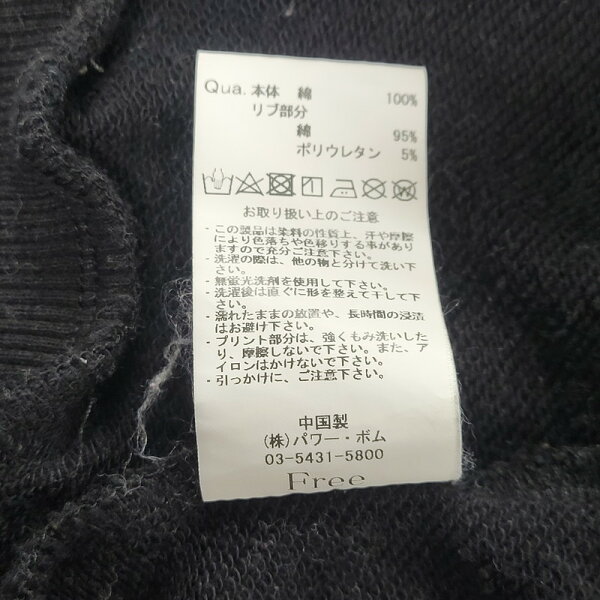 Qua. 本体 綿 100%
リブ部分
綿 95%
ポリウレタン 5%
お取り扱い上のご注意
・この製品は染料の性質上、汗や摩擦
により色落ちや色移りする事があり
ますので充分ご注意下さい。
・洗濯の際は、他の物と分けて洗い下
さい。
・無蛍光洗剤を使用して下さい。
・洗濯後は直ぐに形を整えて干して下
さい。
・濡れたままの放置や、長時間の浸漬
はお避け下さい。
・プリント部分は、強くもみ洗いした
り、摩擦しないで下さい。また、ア
イロンはかけないで下さい。
・引っかけに、ご注意下さい。
中国製
(株)パワー・ボム
03-5431-5800
Free